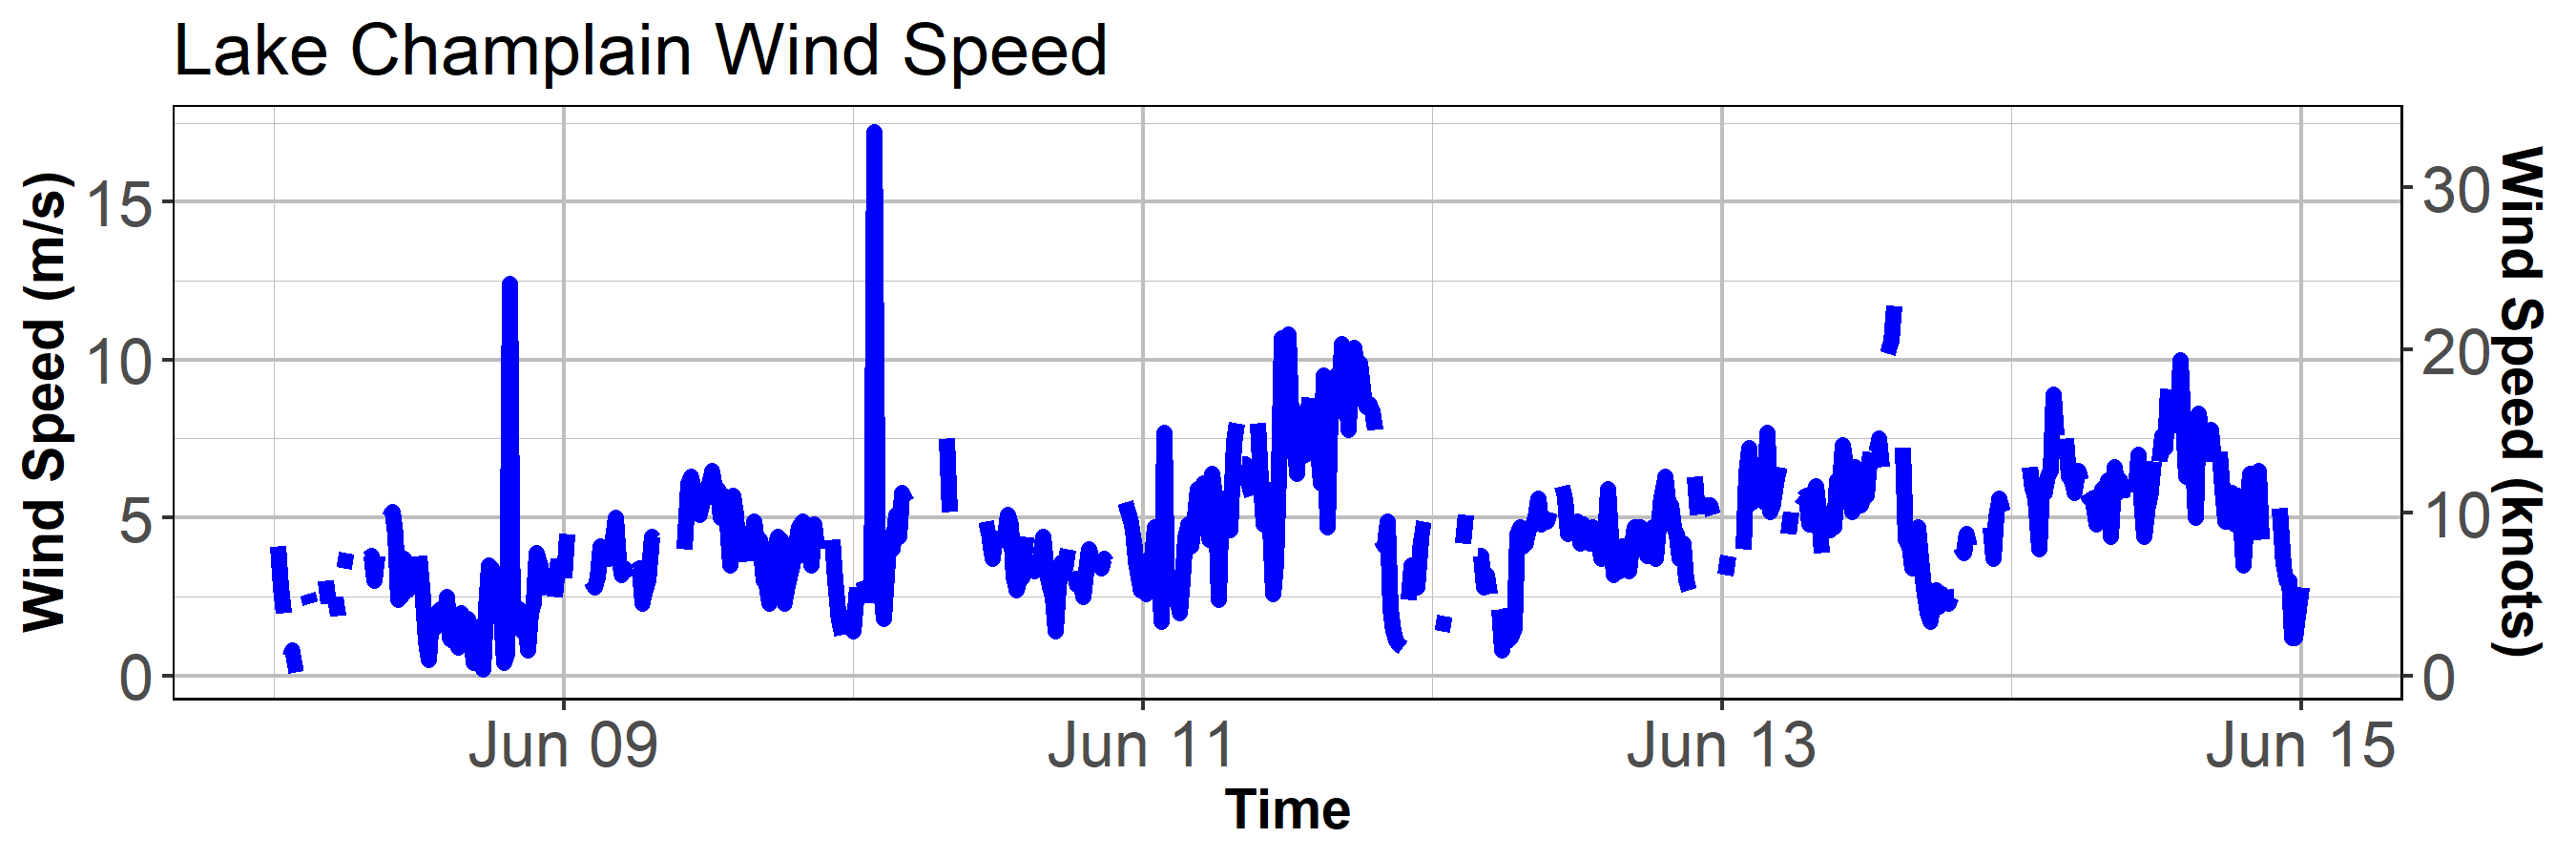 Lake Champlain Wind Speed
Wind Speed (m/s)
15
10
5
0
30
20
10
0
Wind Speed (knots)
Jun 09
Jun 11
Jun 13
Jun 15
Time